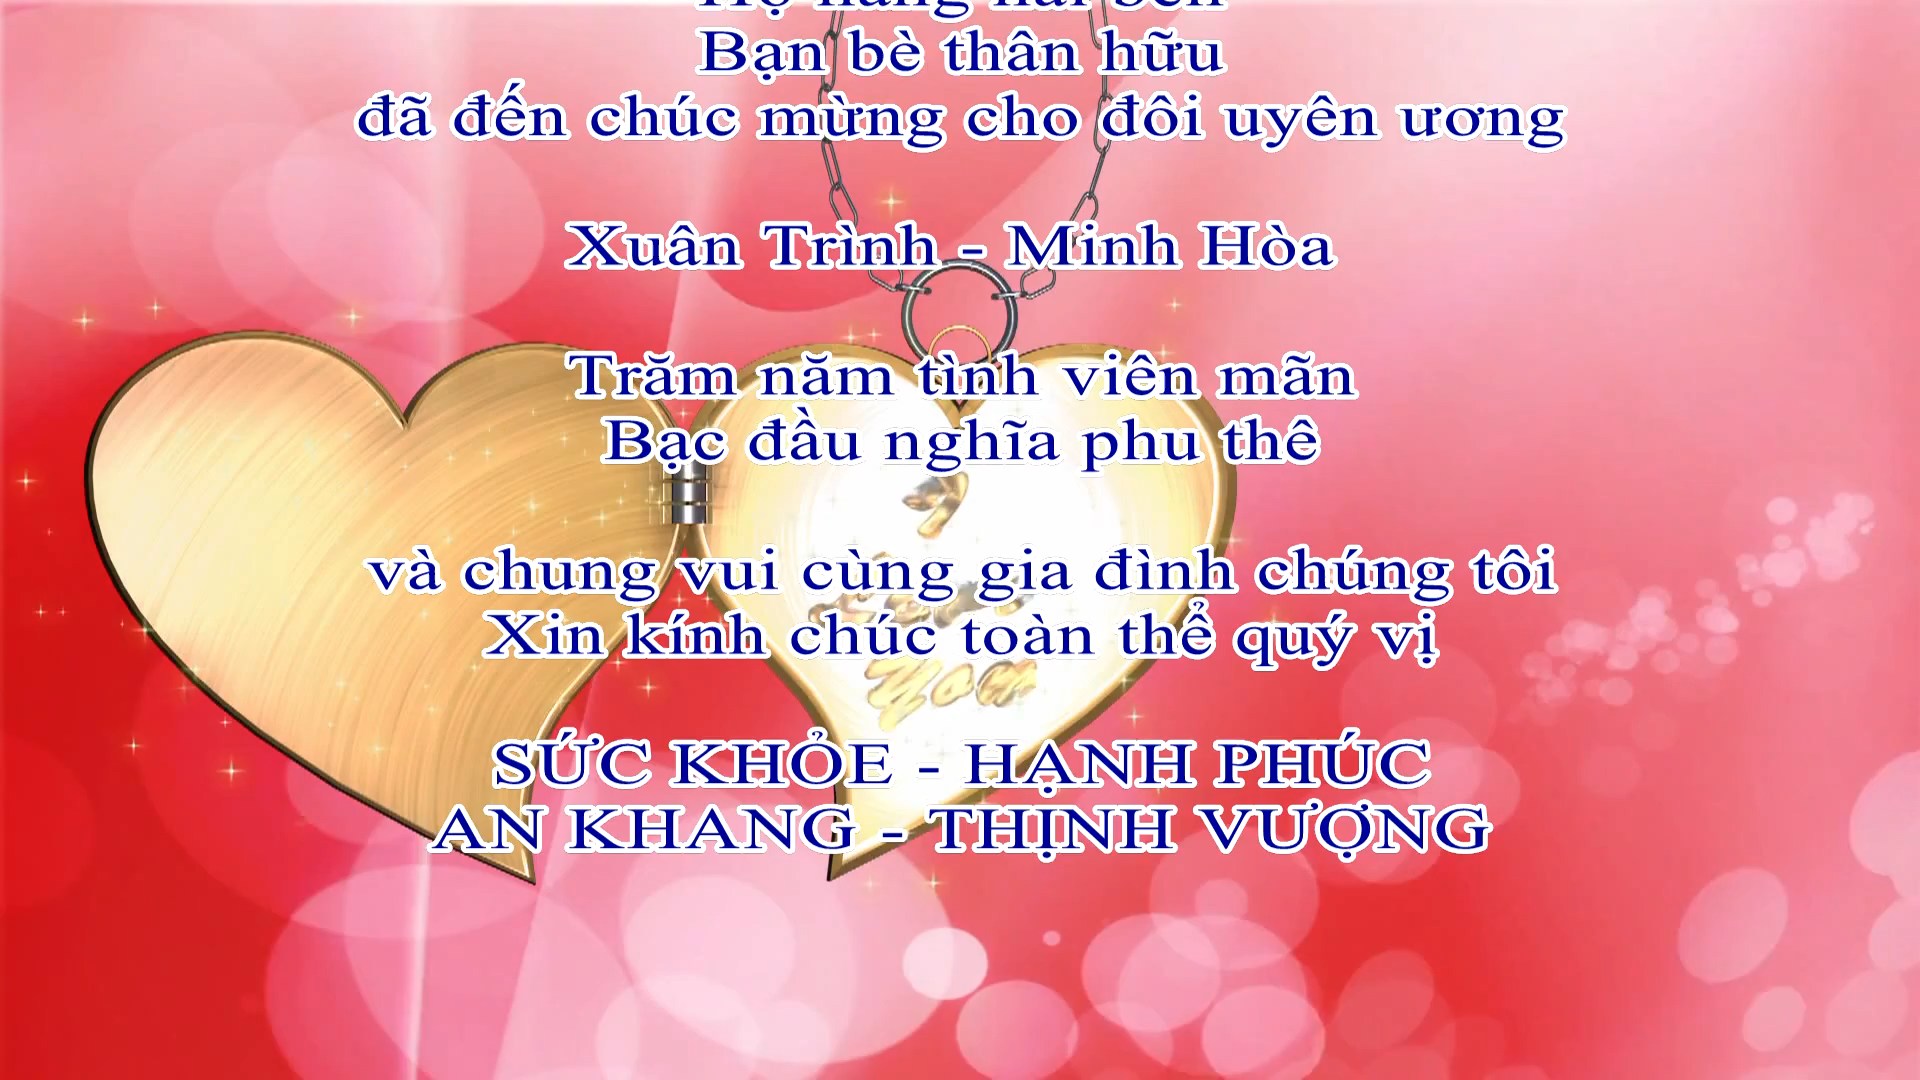 Họ hàng hai bên
Bạn bè thân hữu
đã đến chúc mừng cho đôi uyên ương
Xuân Trình - Minh Hòa
Trăm năm tình viên mãn
Bạc đầu nghĩa phu thê
và chung vui cùng gia đình chúng tôi
Xin kính chúc toàn thể quý vị
You
SỨC KHỎE - HẠNH PHÚC
AN KHANG - THỊNH VƯỢNG